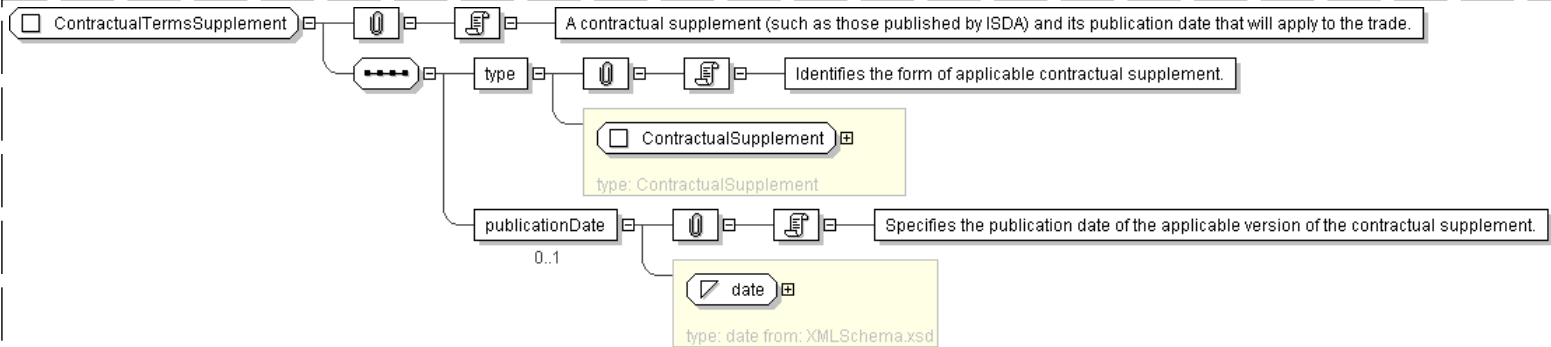 ContractualTermsSupplement
A contractual supplement (such as those published by ISDA) and its publication date that will apply to the trade.
type
Identifies the form of applicable contractual supplement.
ContractualSupplement
type: ContractualSupplement
publicationDate
Specifies the publication date of the applicable version of the contractual supplement.
0..1
date
type: date from: XMLSchema.xsd